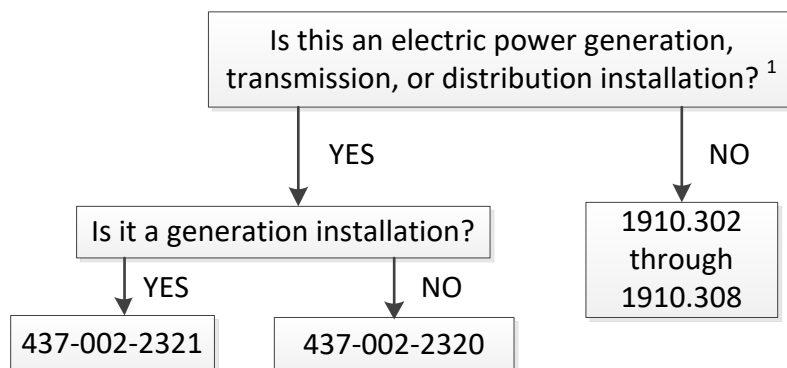 Is this an electric power generation,
transmission, or distribution installation? 1
YES
NO
Is it a generation installation?
1910.302
through
1910.308
YES
NO
437-002-2321
437-002-2320